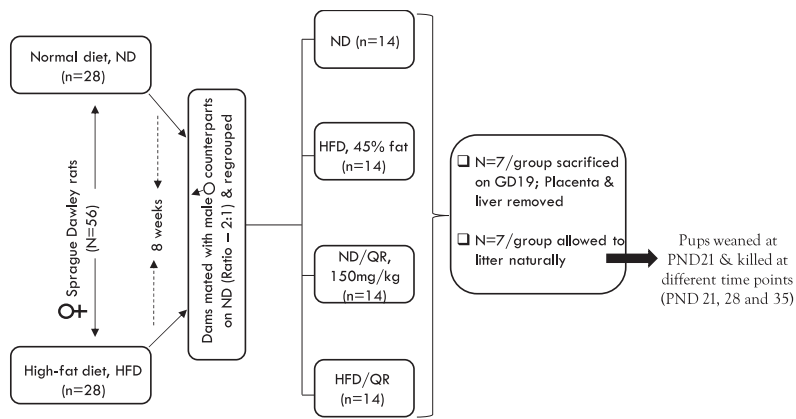 Normal diet, ND
(n=28)
♀ Sprague Dawley rats
(N=56)
8 weeks
High-fat diet, HFD
(n=28)
Dams mated with male ♂ counterparts
on ND (Ratio – 2:1) & regrouped
ND (n=14)
HFD, 45% fat
(n=14)
ND/QR,
150mg/kg
(n=14)
HFD/QR
(n=14)
❑ N=7/group sacrificed
on GD19; Placenta &
liver removed
❑ N=7/group allowed to
litter naturally
Pups weaned at
PND21 & killed at
different time points
(PND 21, 28 and 35)